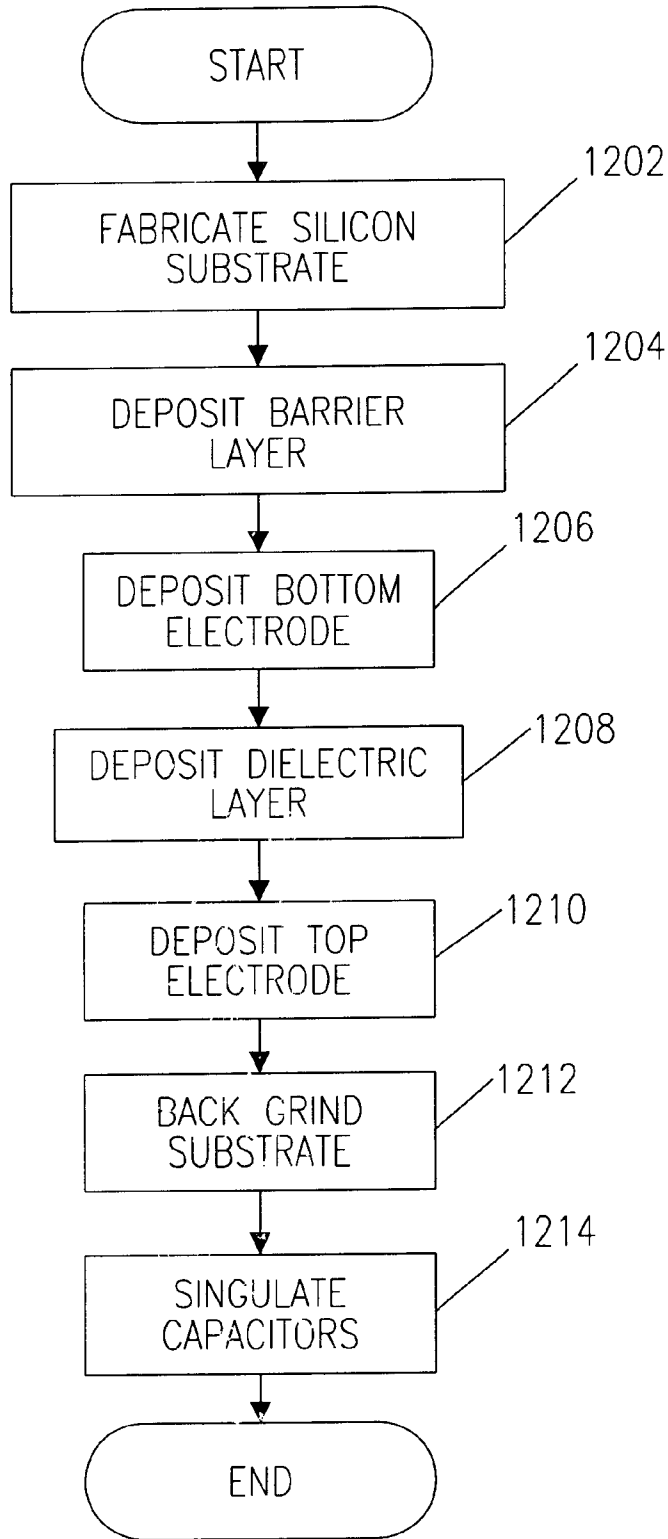 START
1202
FABRICATE SILICON
SUBSTRATE
1204
DEPOSIT BARRIER
LAYER
1206
DEPOSIT BOTTOM
ELECTRODE
1208
DEPOSIT DIELECTRIC
LAYER
1210
DEPOSIT TOP
ELECTRODE
1212
BACK GRIND
SUBSTRATE
1214
SINGULATE
CAPACITORS
END